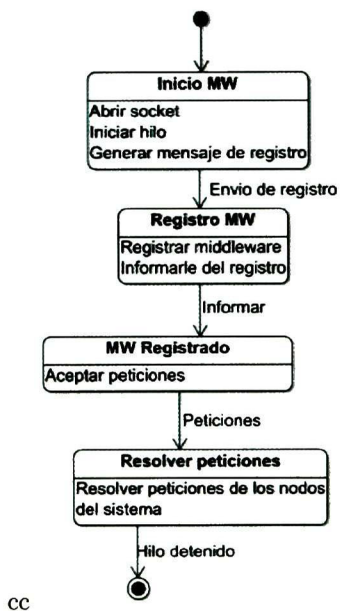 Inicio MW
Abrir socket
Iniciar hilo
Generar mensaje de registro
Envio de registro
Registro MW
Registrar middleware
Informarle del registro
Informar
MW Registrado
Aceptar peticiones
Peticiones
Resolver peticiones
Resolver peticiones de los nodos
del sistema
Hilo detenido
cc